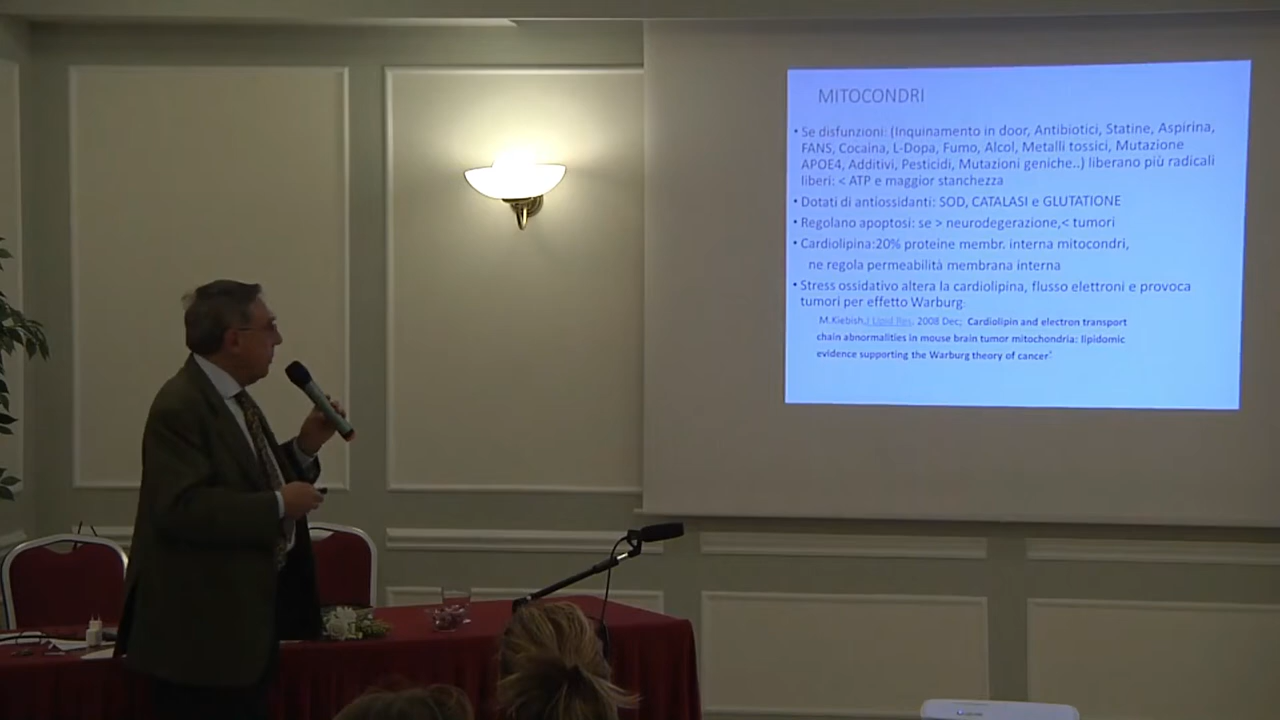 MITOCONDRI
• Se disfunzioni: (Inquinamento in door, Antibiotici, Statine, Aspirina,
FANS, Cocaina, L-Dopa, Fumo, Alcol, Metalli tossici, Mutazione
APOE4, Additivi, Pesticidi, Mutazioni geniche..) liberano più radicali
liberi: < ATP e maggior stanchezza
• Dotati di antiossidanti: SOD, CATALASI e GLUTATIONE
• Regolano apoptosi: se > neurodegerazione,< tumori
• Cardiolipina:20% proteine membr. interna mitocondri,
ne regola permeabilità membrana interna
• Stress ossidativo altera la cardiolipina, flusso elettroni e provoca
tumori per effetto Warburg:
M.Kiebish,J Lipid Res. 2008 Dec; Cardiolipin and electron transport
chain abnormalities in mouse brain tumor mitochondria: lipidomic
evidence supporting the Warburg theory of cancer"